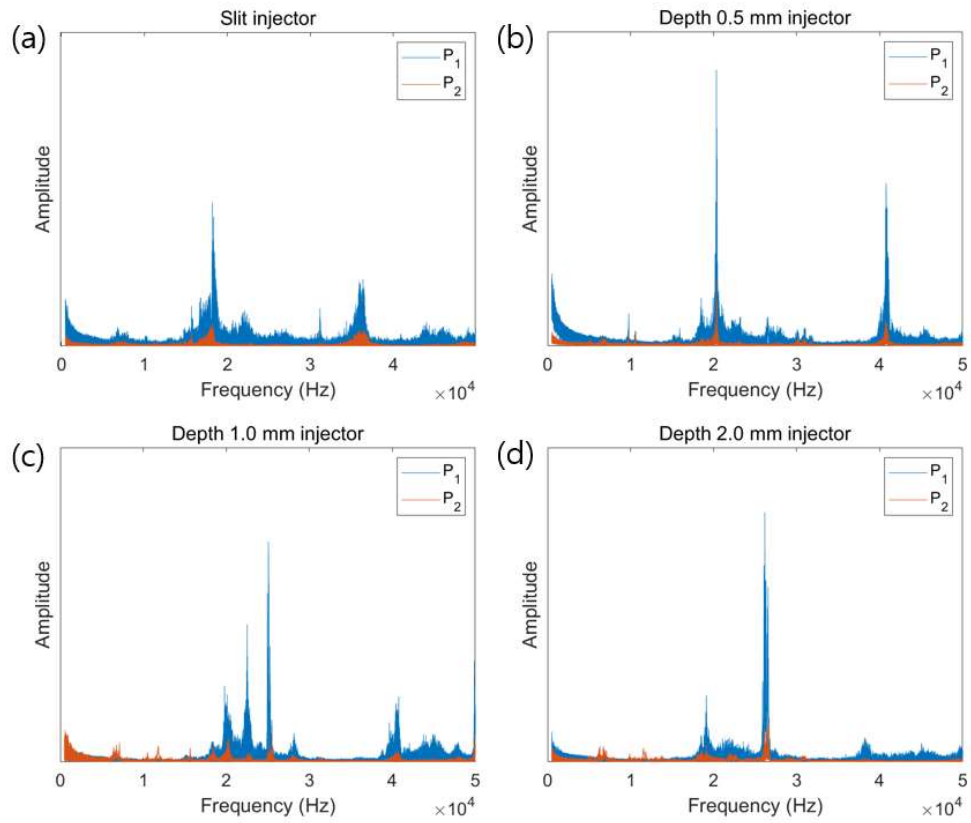 (a)
Slit injector
P1
P2
Amplitude
0 1 2 3 4 5
Frequency (Hz)
×10^4
(b)
Depth 0.5 mm injector
P1
P2
Amplitude
0 1 2 3 4 5
Frequency (Hz)
×10^4
(c)
Depth 1.0 mm injector
P1
P2
Amplitude
0 1 2 3 4 5
Frequency (Hz)
×10^4
(d)
Depth 2.0 mm injector
P1
P2
Amplitude
0 1 2 3 4 5
Frequency (Hz)
×10^4